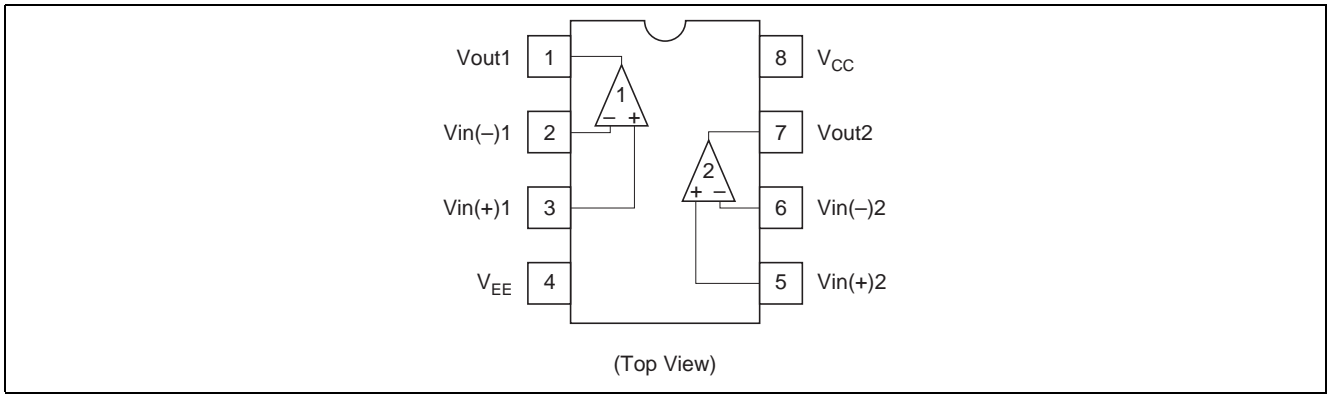 Vout1 1 8 VCC
1
– +
Vin(–)1 2 7 Vout2
2
+ –
Vin(+)1 3 6 Vin(–)2
VEE 4 5 Vin(+)2
(Top View)